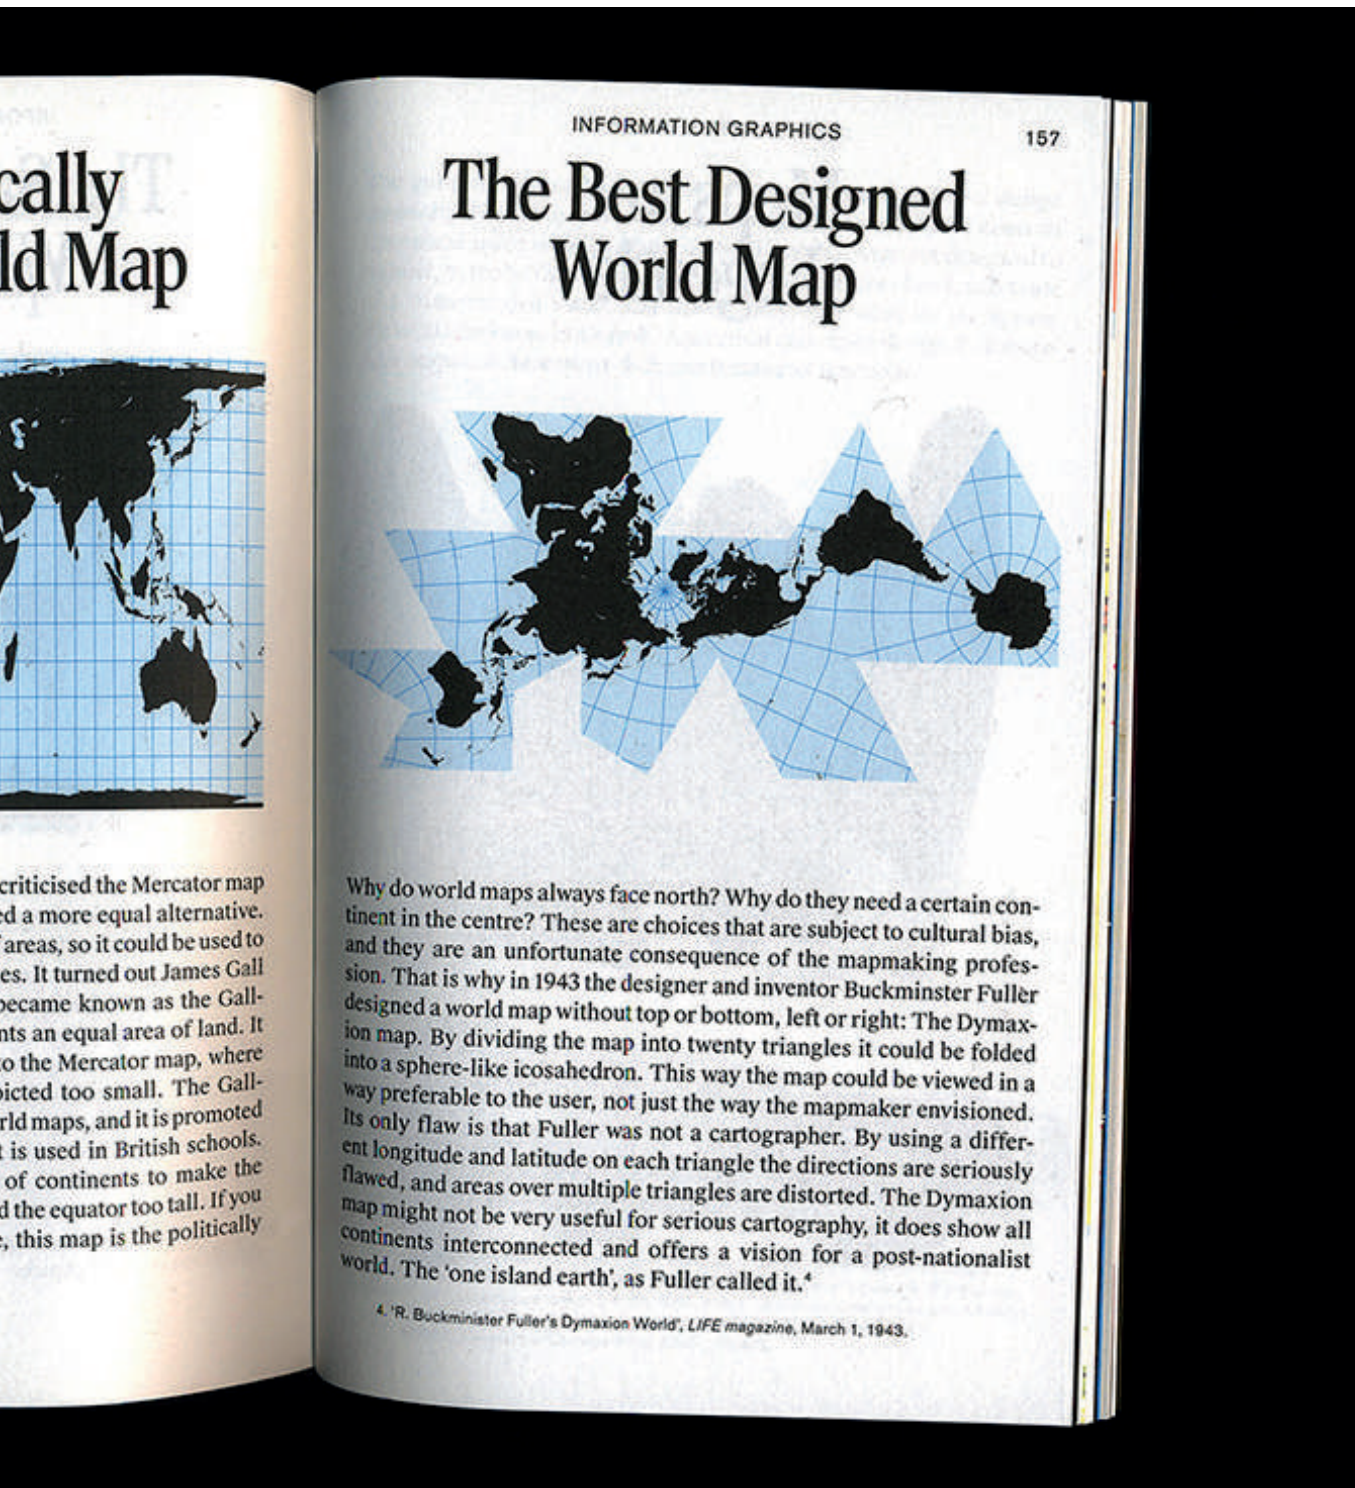 cally
ld Map
criticised the Mercator map
ed a more equal alternative.
areas, so it could be used to
es. It turned out James Gall
became known as the Gall-
nts an equal area of land. It
to the Mercator map, where
picted too small. The Gall-
rld maps, and it is promoted
t is used in British schools.
of continents to make the
d the equator too tall. If you
e, this map is the politically
INFORMATION GRAPHICS
157
The Best Designed
World Map
Why do world maps always face north? Why do they need a certain con-
tinent in the centre? These are choices that are subject to cultural bias,
and they are an unfortunate consequence of the mapmaking profes-
sion. That is why in 1943 the designer and inventor Buckminster Fuller
designed a world map without top or bottom, left or right: The Dymax-
ion map. By dividing the map into twenty triangles it could be folded
into a sphere-like icosahedron. This way the map could be viewed in a
way preferable to the user, not just the way the mapmaker envisioned.
Its only flaw is that Fuller was not a cartographer. By using a differ-
ent longitude and latitude on each triangle the directions are seriously
flawed, and areas over multiple triangles are distorted. The Dymaxion
map might not be very useful for serious cartography, it does show all
continents interconnected and offers a vision for a post-nationalist
world. The ‘one island earth’, as Fuller called it.⁴
4. ‘R. Buckminister Fuller’s Dymaxion World’, LIFE magazine, March 1, 1943.